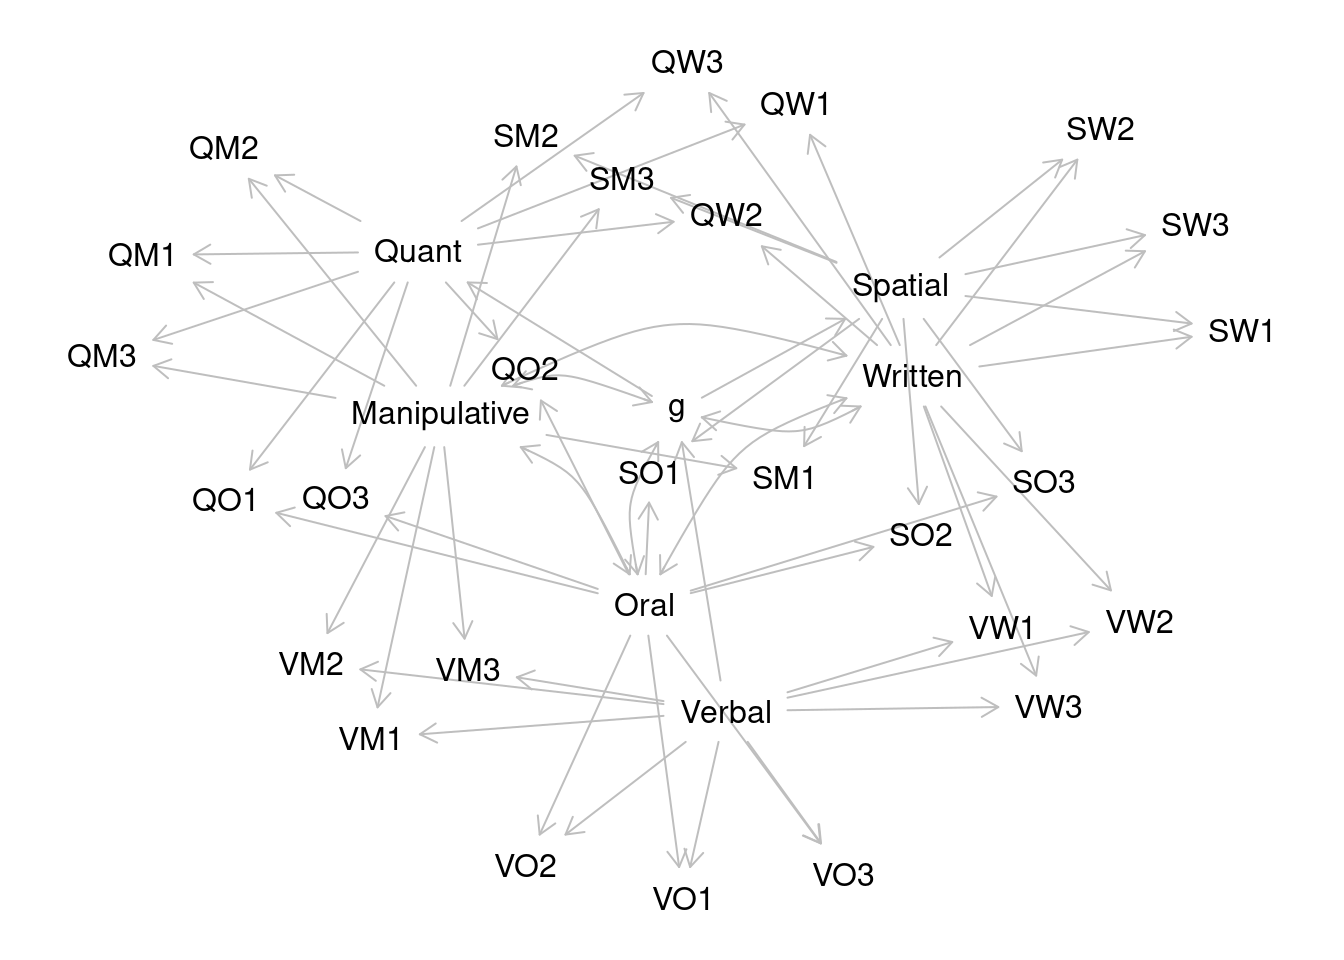 QW3
QW1
SW2
SM2
QM2
SM3
QW2
SW3
Quant
QM1
Spatial
SW1
QM3
QO2
Written
g
Manipulative
SO1
SM1
SO3
QO1
QO3
SO2
Oral
VW2
VW1
VM2
VM3
VW3
Verbal
VM1
VO2
VO3
VO1